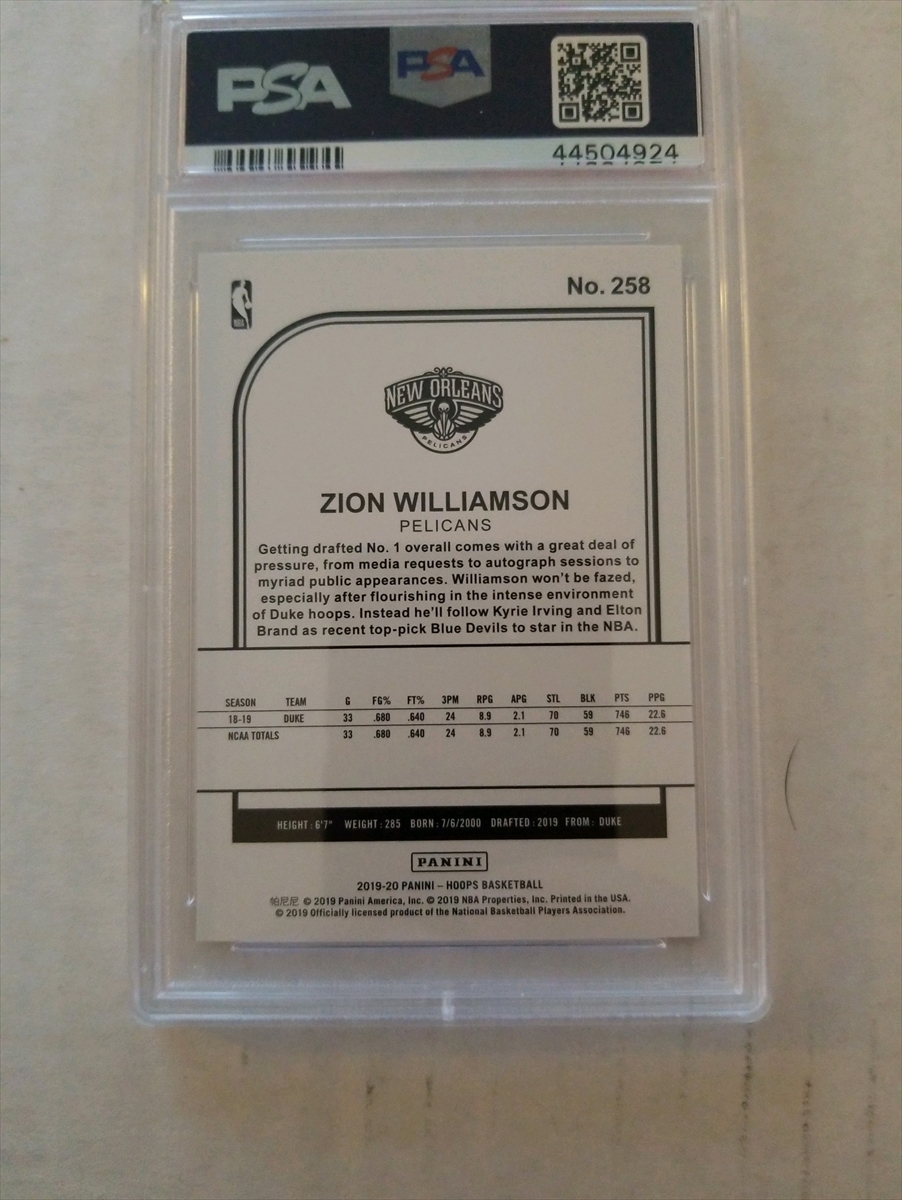 PSA PSA
44504924
NBA
No. 258
NEW ORLEANS
PELICANS
ZION WILLIAMSON
PELICANS
Getting drafted No. 1 overall comes with a great deal of
pressure, from media requests to autograph sessions to
myriad public appearances. Williamson won't be fazed,
especially after flourishing in the intense environment
of Duke hoops. Instead he'll follow Kyrie Irving and Elton
Brand as recent top-pick Blue Devils to star in the NBA.
SEASON TEAM G FG% FT% 3PM RPG APG STL BLK PTS PPG
18-19 DUKE 33 .680 .640 24 8.9 2.1 70 59 746 22.6
NCAA TOTALS 33 .680 .640 24 8.9 2.1 70 59 746 22.6
HEIGHT: 6'7" WEIGHT: 285 BORN: 7/6/2000 DRAFTED: 2019 FROM: DUKE
PANINI
2019-20 PANINI – HOOPS BASKETBALL
帕尼尼 © 2019 Panini America, Inc. © 2019 NBA Properties, Inc. Printed in the USA.
© 2019 Officially licensed product of the National Basketball Players Association.